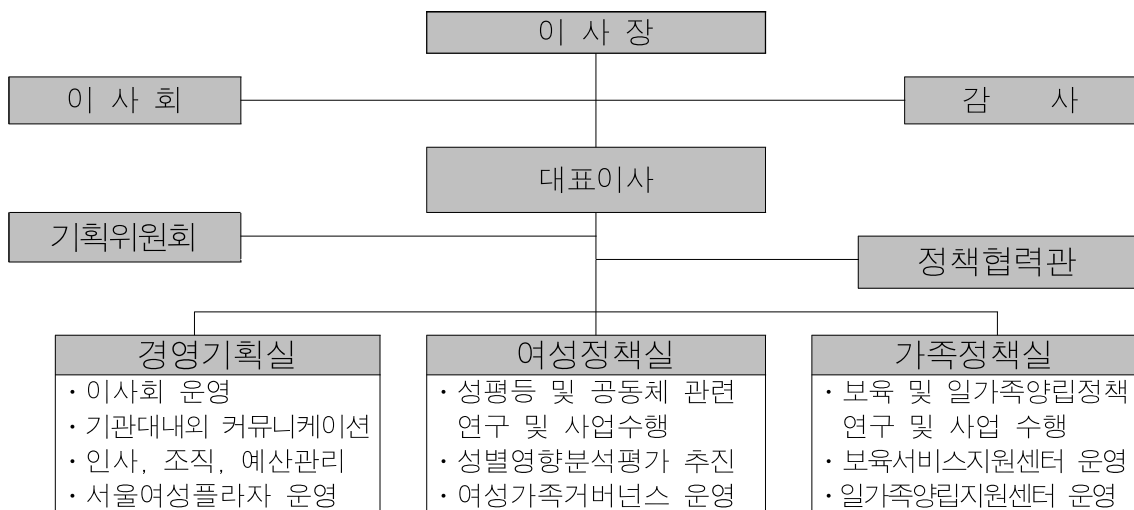 이 사 장
이 사 회
감 사
대표이사
기획위원회
정책협력관
경영기획실
· 이사회 운영
· 기관대내외 커뮤니케이션
· 인사, 조직, 예산관리
· 서울여성플라자 운영
여성정책실
· 성평등 및 공동체 관련
연구 및 사업수행
· 성별영향분석평가 추진
· 여성가족거버넌스 운영
가족정책실
· 보육 및 일가족양립정책
연구 및 사업 수행
· 보육서비스지원센터 운영
· 일가족양립지원센터 운영